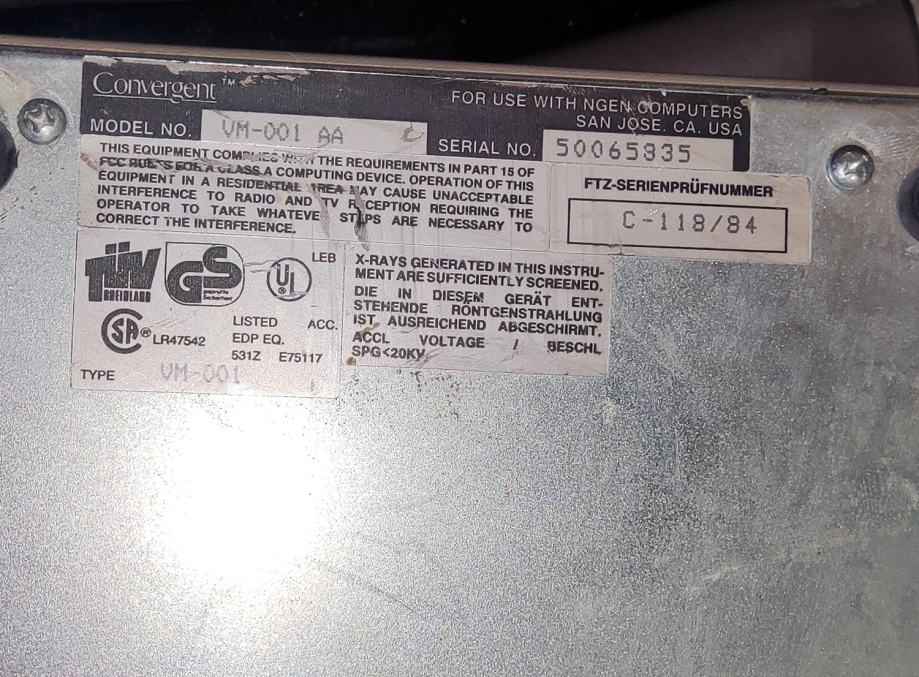 Convergent™
FOR USE WITH NGEN COMPUTERS
SAN JOSE. CA. USA
MODEL NO. VM-001 AA
SERIAL NO. 50065835
THIS EQUIPMENT COMPLIES WITH THE REQUIREMENTS IN PART 15 OF
FCC RULES FOR A CLASS A COMPUTING DEVICE. OPERATION OF THIS
EQUIPMENT IN A RESIDENTIAL AREA MAY CAUSE UNACCEPTABLE
INTERFERENCE TO RADIO AND TV RECEPTION REQUIRING THE
OPERATOR TO TAKE WHATEVER STEPS ARE NECESSARY TO
CORRECT THE INTERFERENCE.
FTZ-SERIENPRÜFNUMMER
C-118/84
TÜV
RHEINLAND
GS
geprüfte
Sicherheit
UL
LEB
SA®
LR47542
LISTED ACC.
EDP EQ.
531Z E75117
TYPE VM-001
X-RAYS GENERATED IN THIS INSTRU-
MENT ARE SUFFICIENTLY SCREENED.
DIE IN DIESEM GERÄT ENT-
STEHENDE RÖNTGENSTRAHLUNG
IST AUSREICHEND ABGESCHIRMT.
ACCL VOLTAGE / BESCHL
SPG<20KV